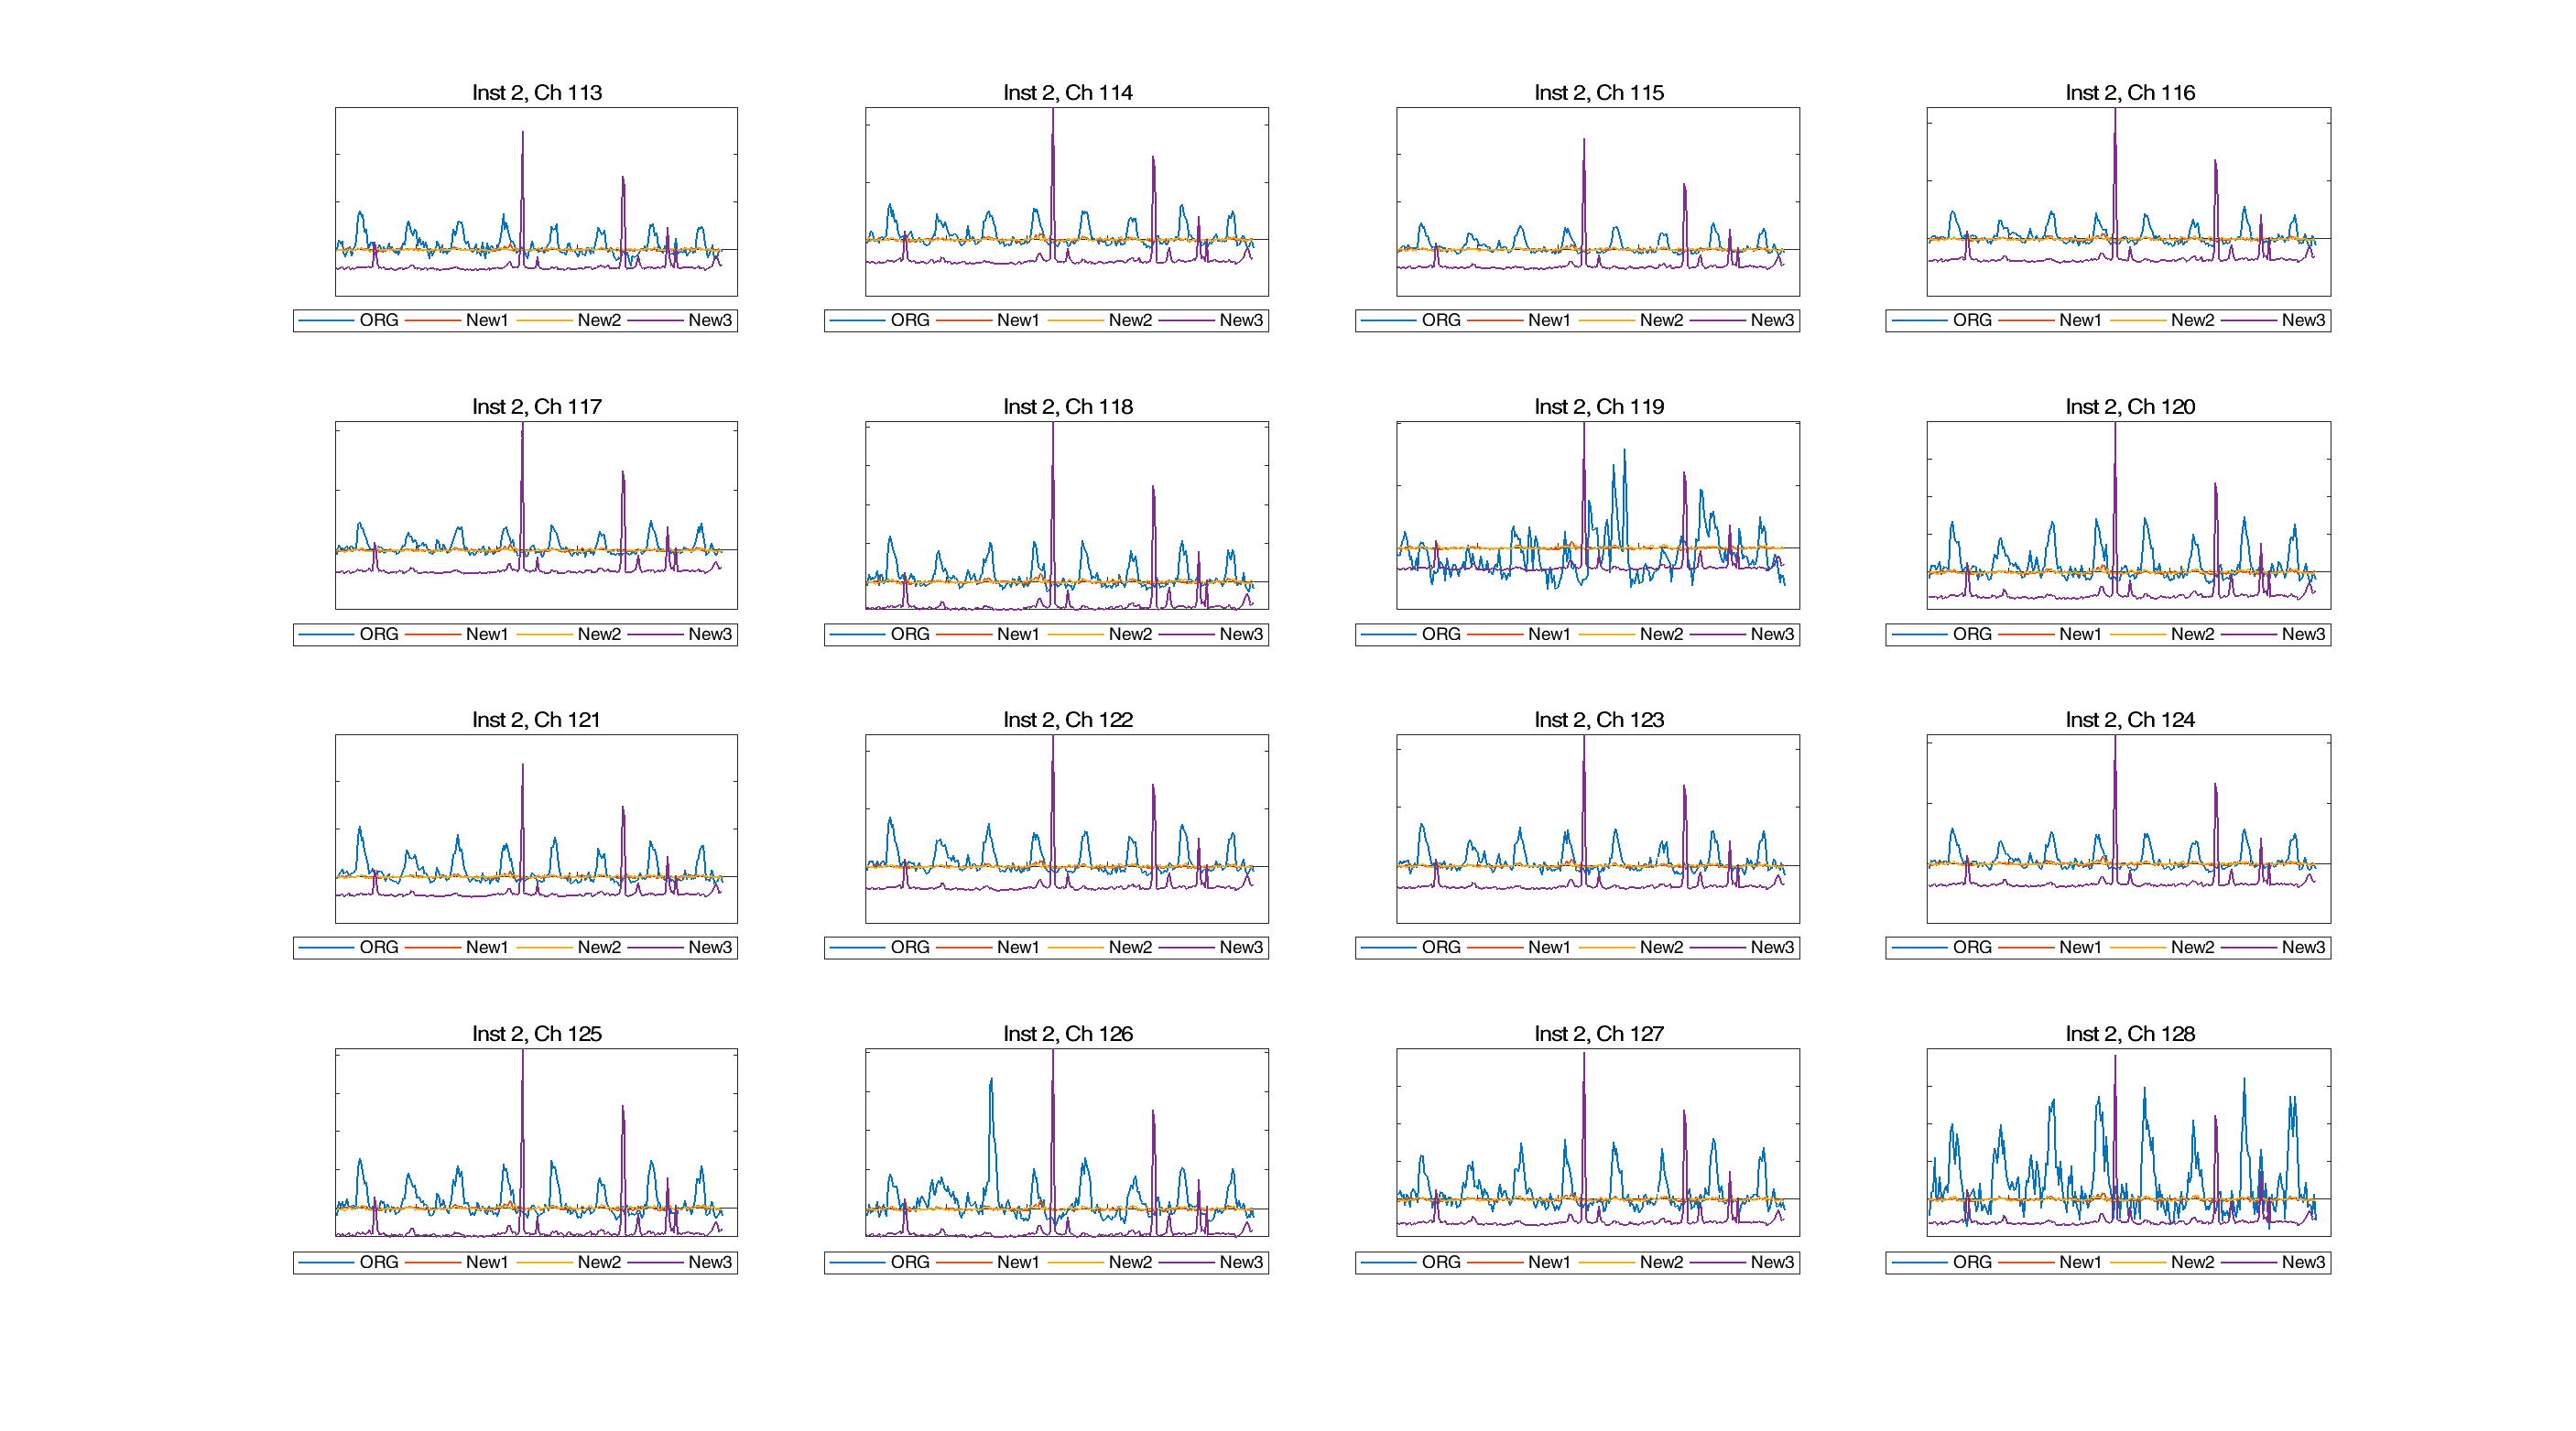 Inst 2, Ch 113
Inst 2, Ch 114
Inst 2, Ch 115
Inst 2, Ch 116
ORG New1 New2 New3
ORG New1 New2 New3
ORG New1 New2 New3
ORG New1 New2 New3
Inst 2, Ch 117
Inst 2, Ch 118
Inst 2, Ch 119
Inst 2, Ch 120
ORG New1 New2 New3
ORG New1 New2 New3
ORG New1 New2 New3
ORG New1 New2 New3
Inst 2, Ch 121
Inst 2, Ch 122
Inst 2, Ch 123
Inst 2, Ch 124
ORG New1 New2 New3
ORG New1 New2 New3
ORG New1 New2 New3
ORG New1 New2 New3
Inst 2, Ch 125
Inst 2, Ch 126
Inst 2, Ch 127
Inst 2, Ch 128
ORG New1 New2 New3
ORG New1 New2 New3
ORG New1 New2 New3
ORG New1 New2 New3